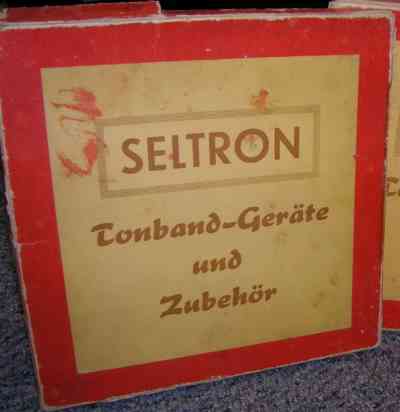 SELTRON
Tonband-Geräte
und
Zubehör